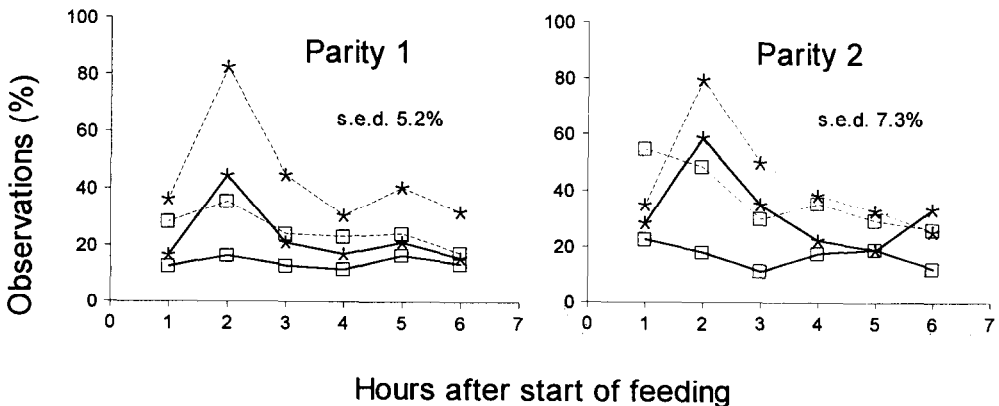 Observations (%)
100
80
60
40
20
0
0 1 2 3 4 5 6 7
Parity 1
s.e.d. 5.2%
100
80
60
40
20
0
0 1 2 3 4 5 6 7
Parity 2
s.e.d. 7.3%
Hours after start of feeding